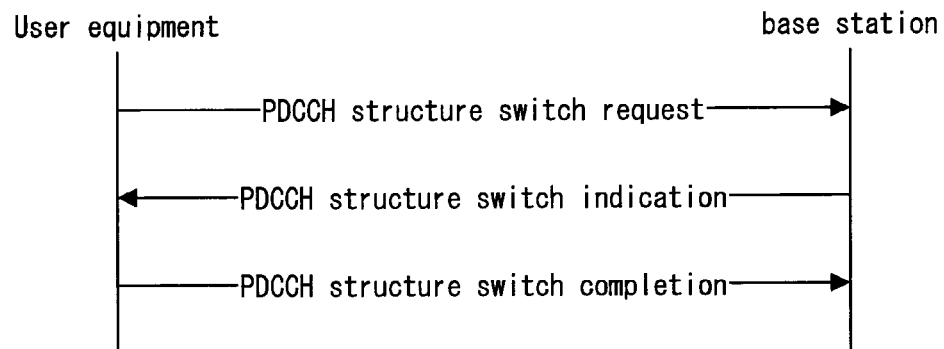 User equipment
base station
PDCCH structure switch request
PDCCH structure switch indication
PDCCH structure switch completion